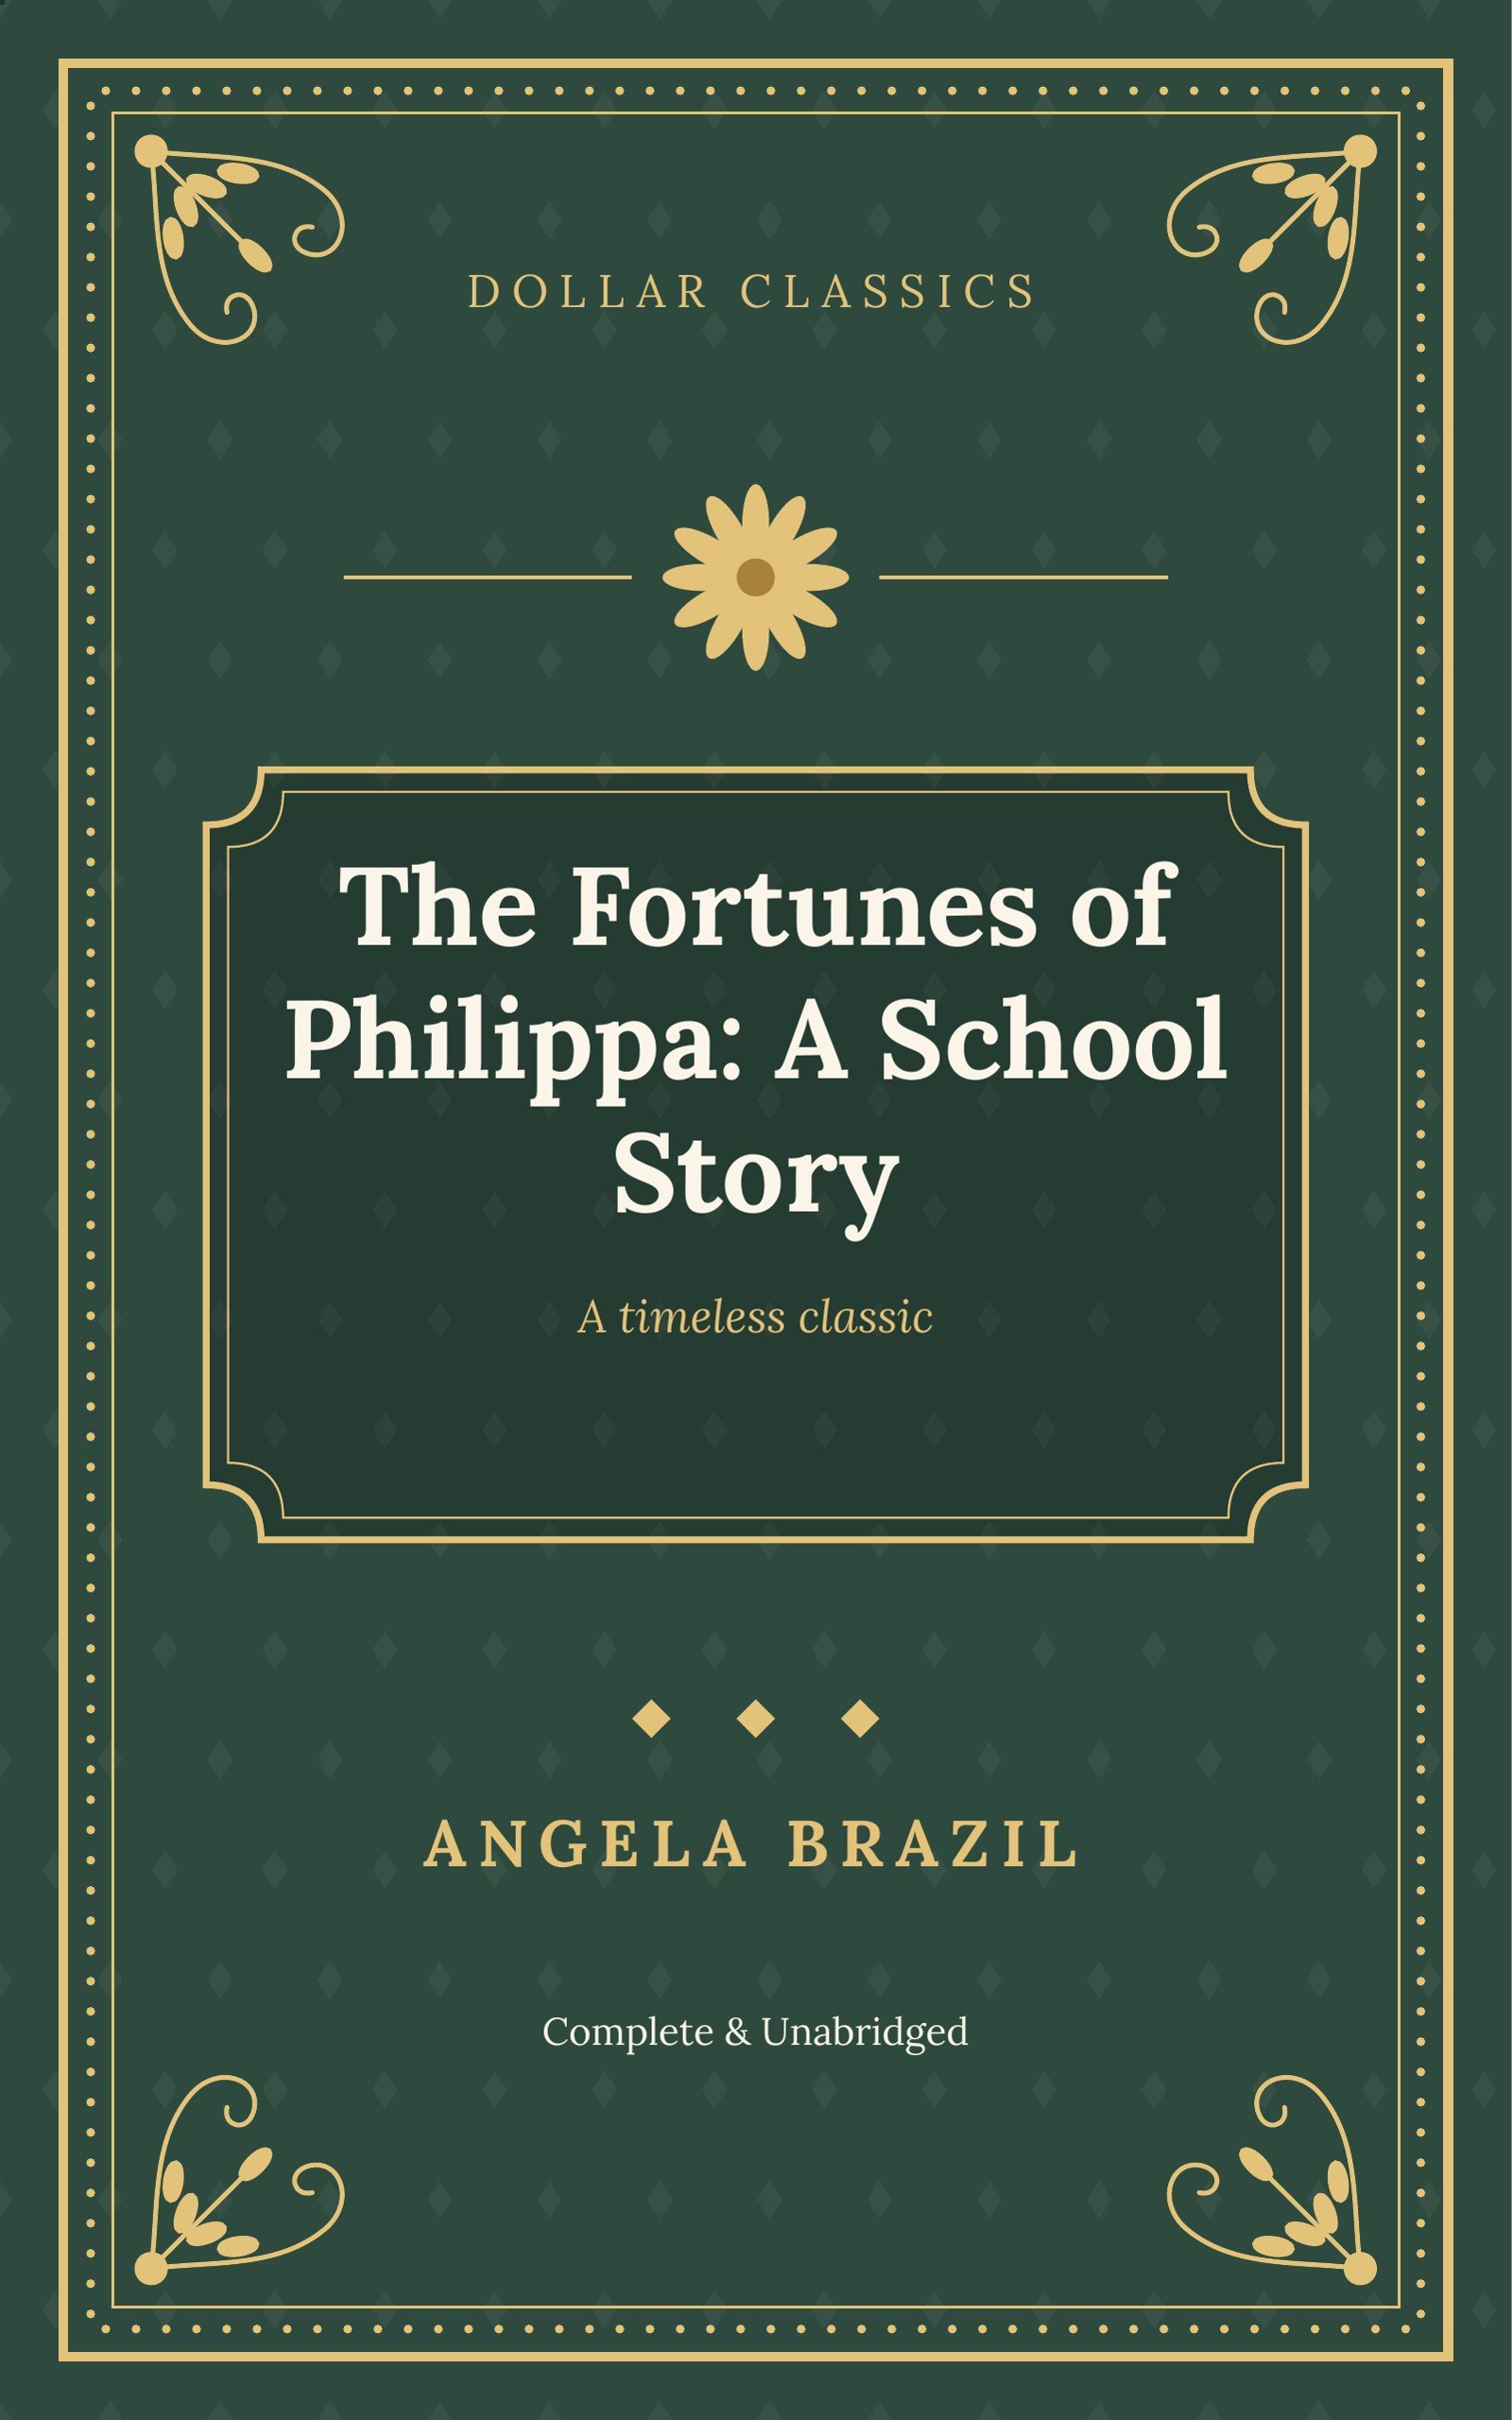 DOLLAR CLASSICS
The Fortunes of
Philippa: A School
Story
A timeless classic
ANGELA BRAZIL
Complete & Unabridged